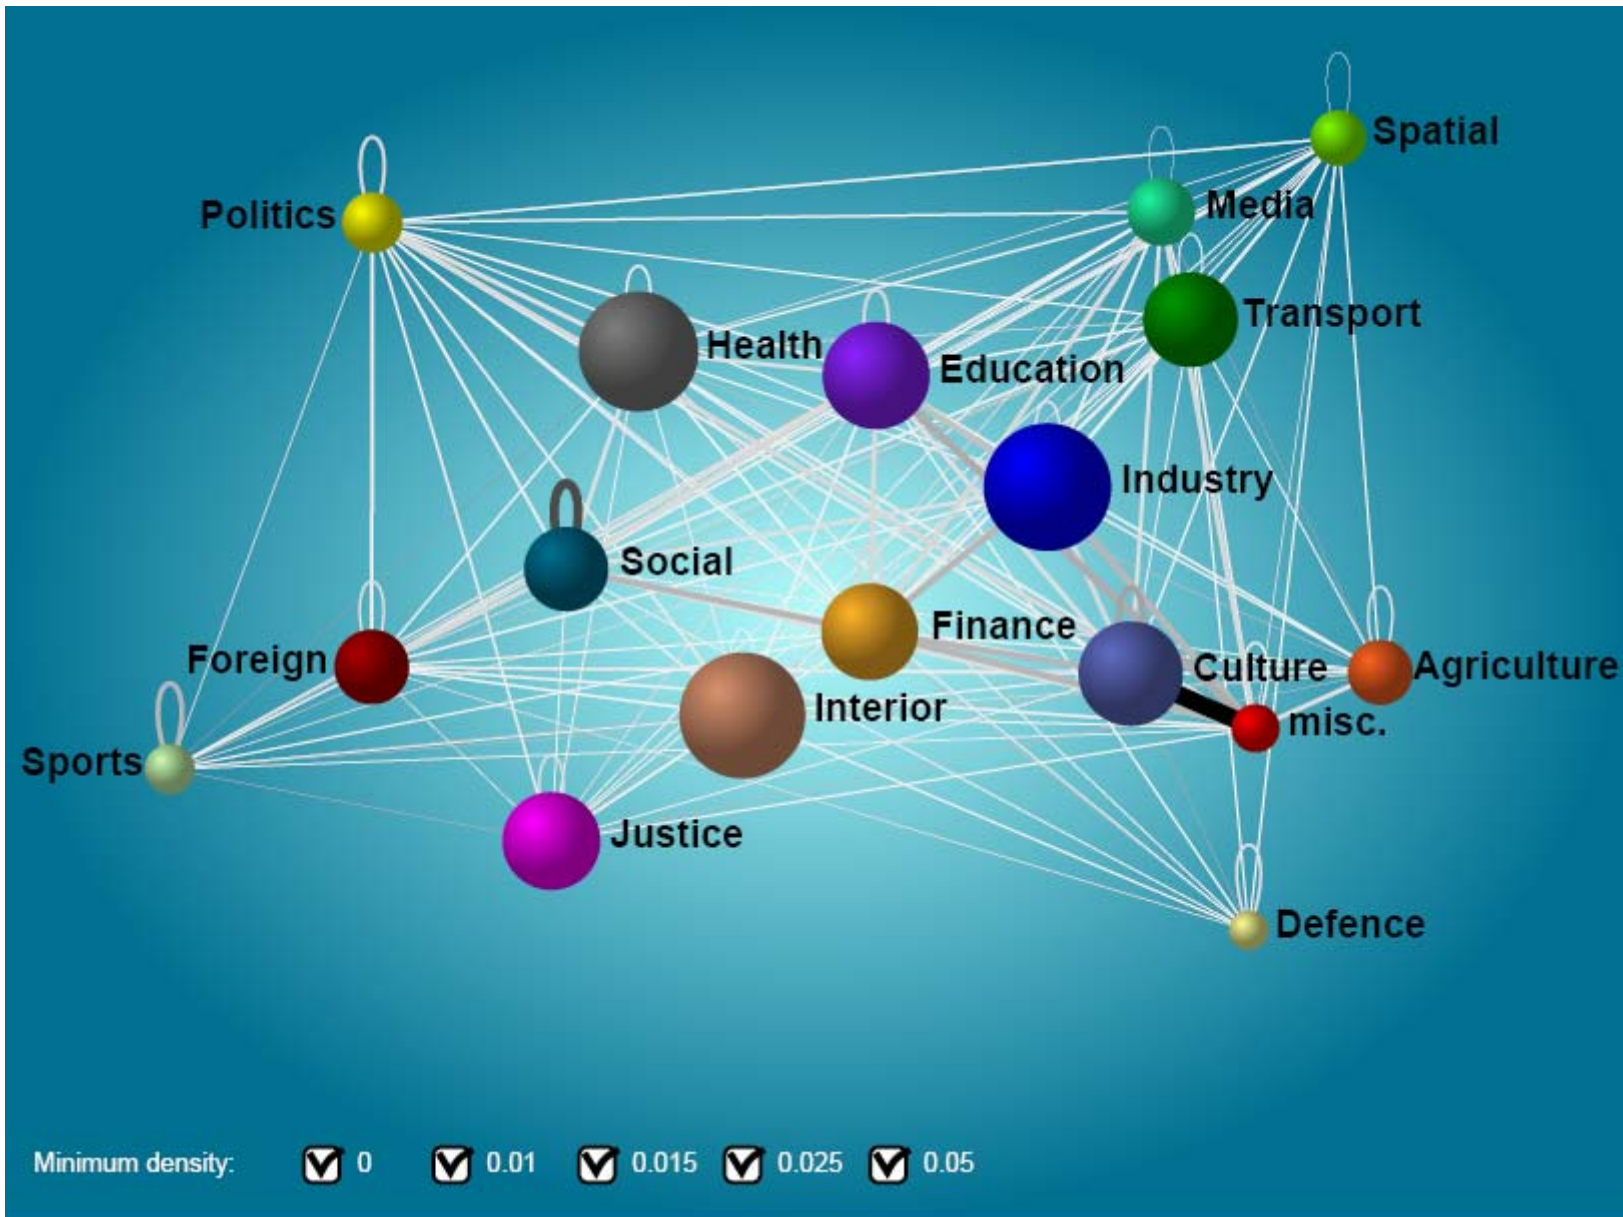 Spatial
Media
Politics
Transport
Health
Education
Industry
Social
Finance
Foreign
Culture
Agriculture
Interior
misc.
Sports
Justice
Defence
Minimum density: 0 0.01 0.015 0.025 0.05